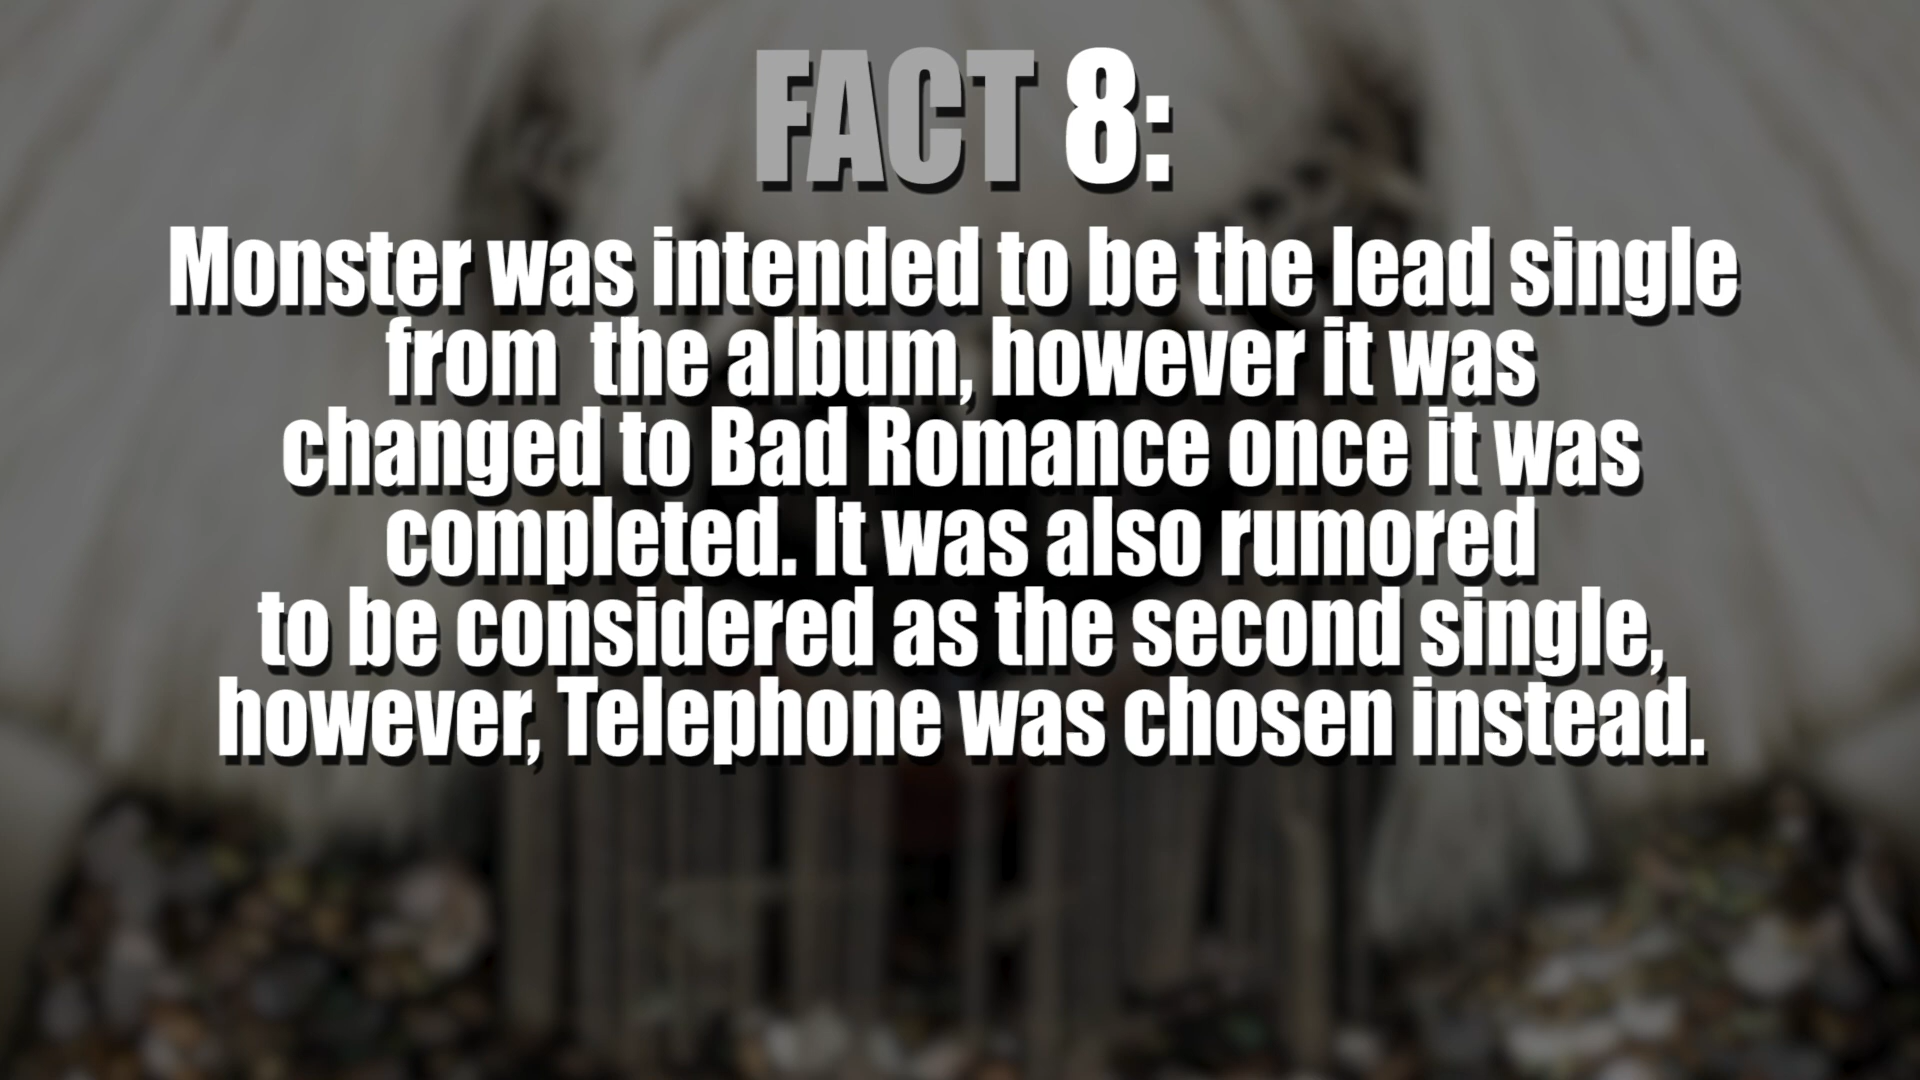 FACT 8:
Monster was intended to be the lead single
from  the album, however it was
changed to Bad Romance once it was
completed. It was also rumored
to be considered as the second single,
however, Telephone was chosen instead.